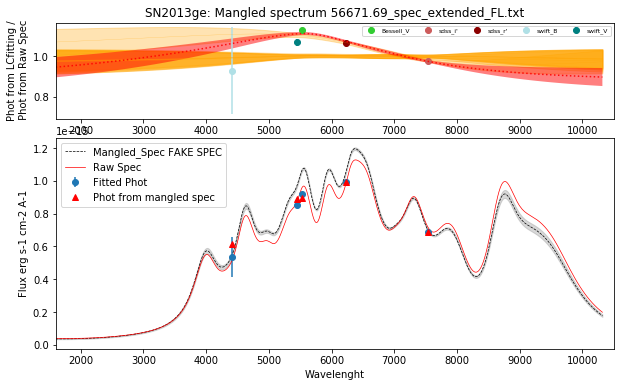 SN2013ge: Mangled spectrum 56671.69_spec_extended_FL.txt
Phot from LCfitting /
Phot from Raw Spec
1.0
0.8
Bessell_V
sdss_i'
sdss_r'
swift_B
swift_V
2000 3000 4000 5000 6000 7000 8000 9000 10000
1e−15
Flux erg s-1 cm-2 A-1
1.2
1.0
0.8
0.6
0.4
0.2
0.0
Mangled_Spec FAKE SPEC
Raw Spec
Fitted Phot
Phot from mangled spec
2000 3000 4000 5000 6000 7000 8000 9000 10000
Wavelenght